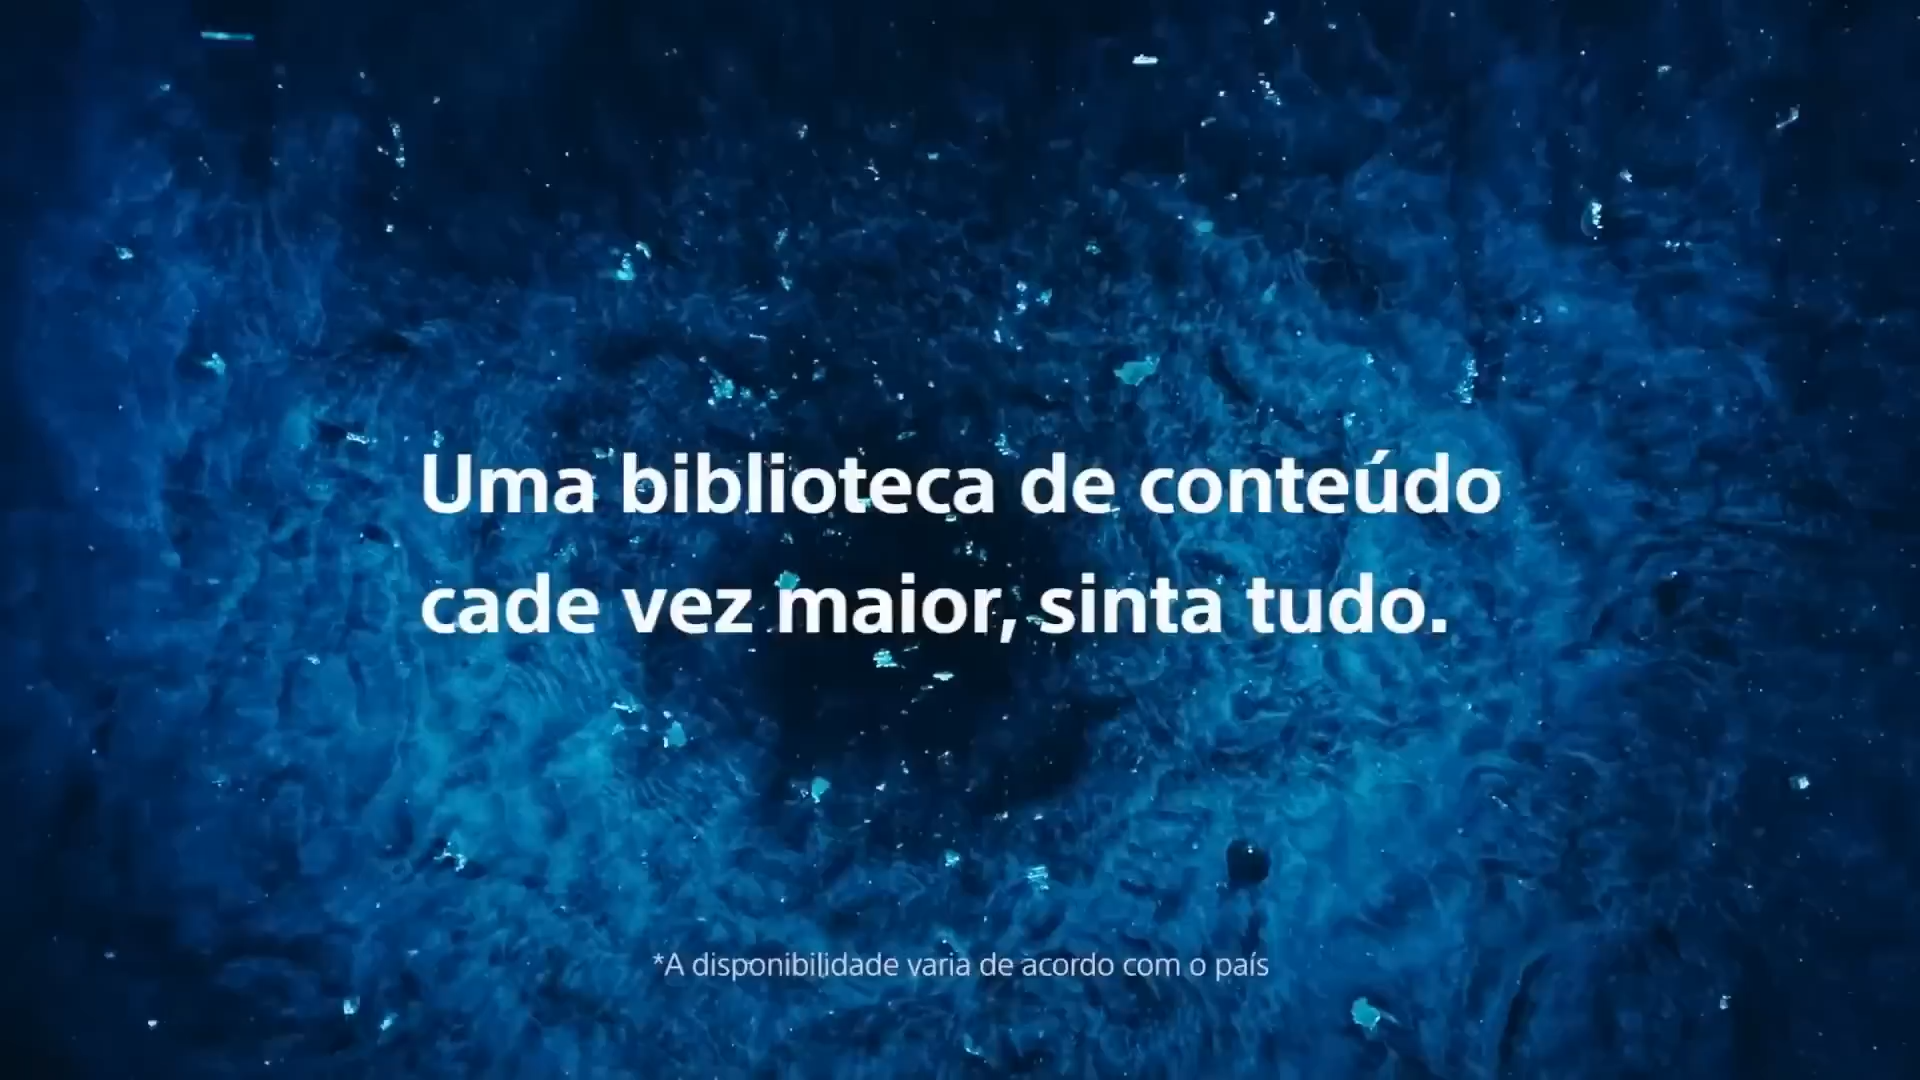 Uma biblioteca de conteúdo
cade vez maior, sinta tudo.
*A disponibilidade varia de acordo com o país